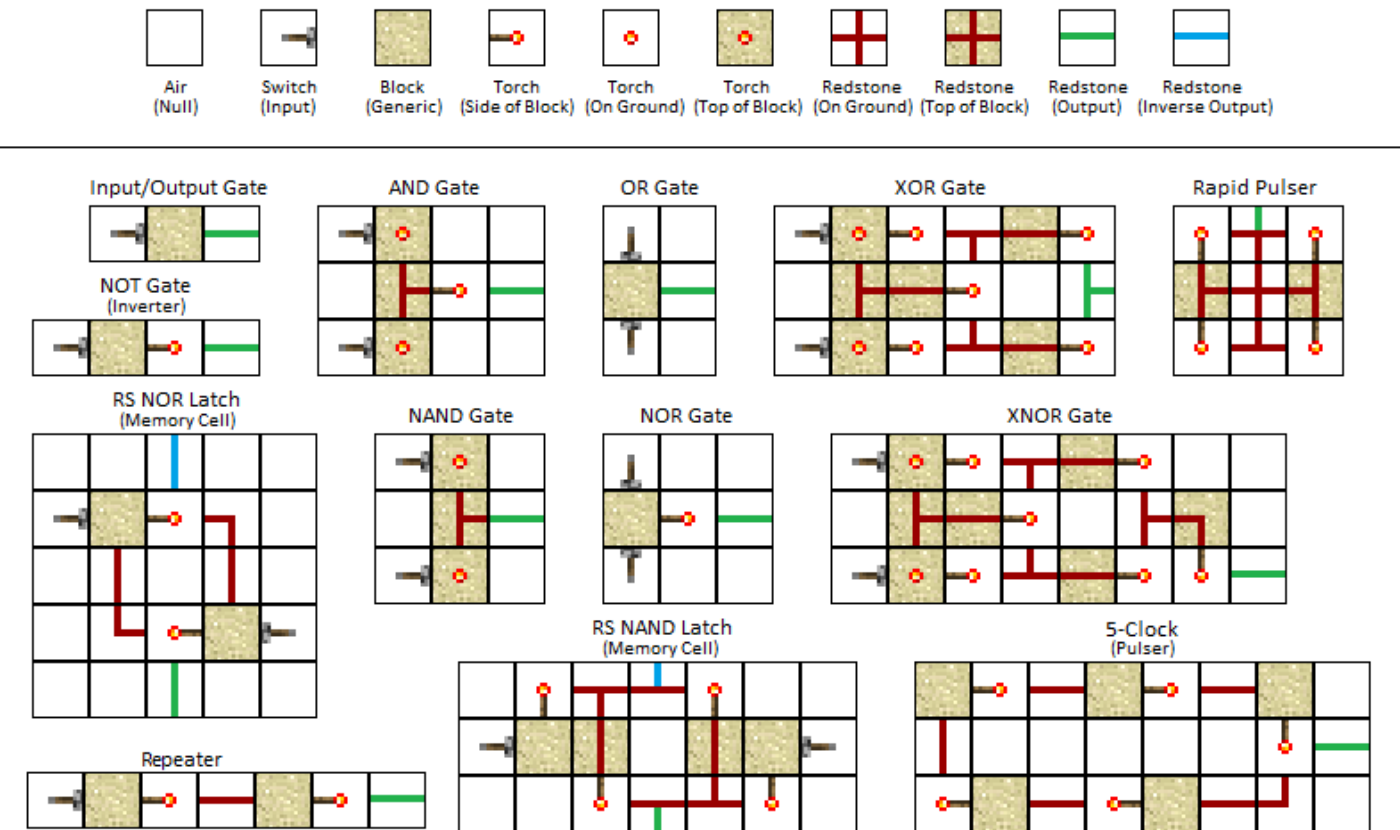 Air
(Null)
Switch
(Input)
Block
(Generic)
Torch
(Side of Block)
Torch
(On Ground)
Torch
(Top of Block)
Redstone
(On Ground)
Redstone
(Top of Block)
Redstone
(Output)
Redstone
(Inverse Output)
Input/Output Gate
AND Gate
OR Gate
XOR Gate
Rapid Pulser
NOT Gate
(Inverter)
RS NOR Latch
(Memory Cell)
NAND Gate
NOR Gate
XNOR Gate
RS NAND Latch
(Memory Cell)
5-Clock
(Pulser)
Repeater